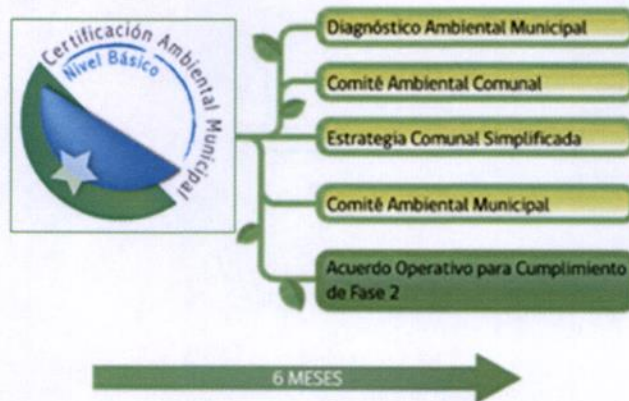 Certificación Ambiental Municipal
Nivel Básico
Diagnóstico Ambiental Municipal
Comité Ambiental Comunal
Estrategia Comunal Simplificada
Comité Ambiental Municipal
Acuerdo Operativo para Cumplimiento
de Fase 2
6 MESES